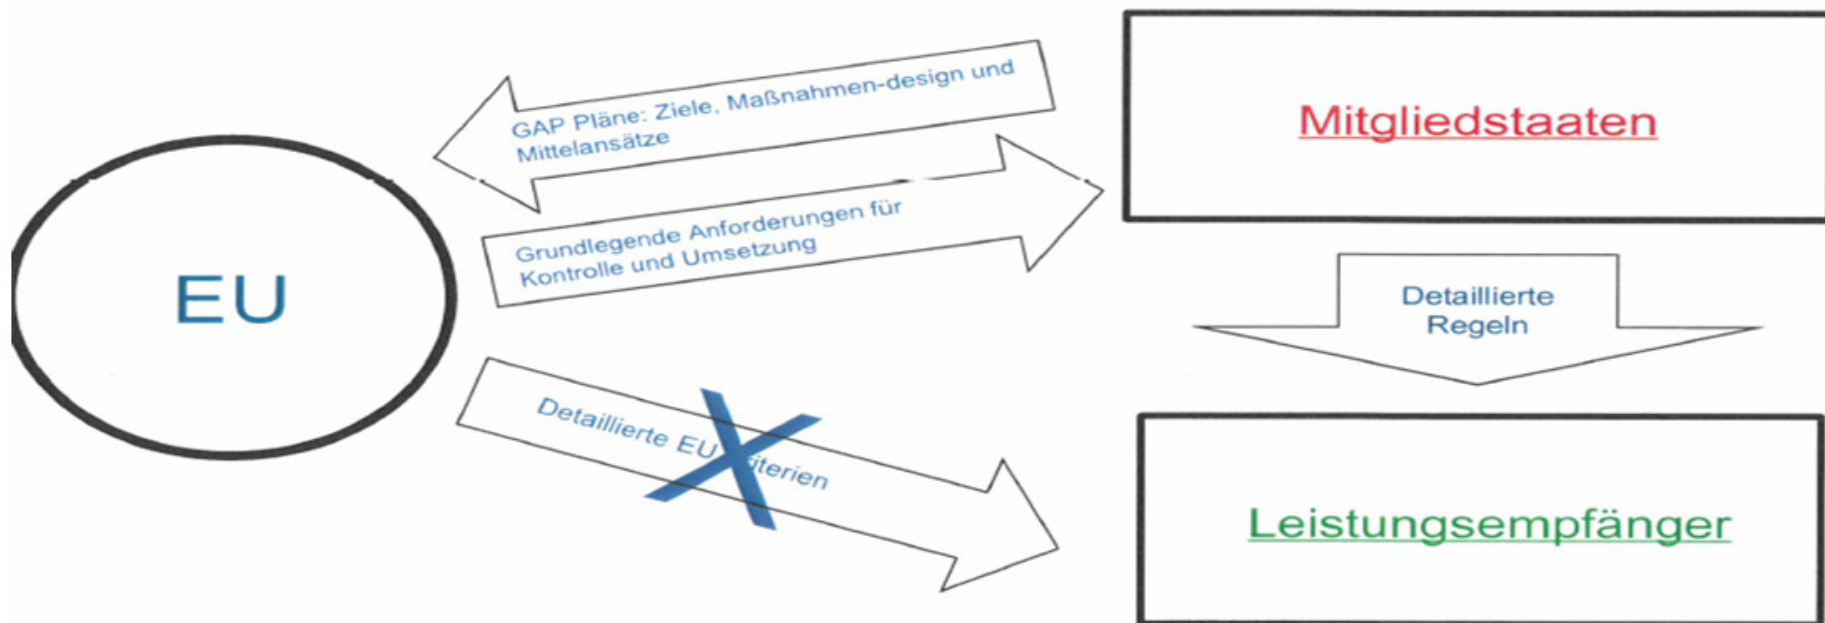 GAP Pläne: Ziele, Maßnahmen-design und
Mittelansätze
Mitgliedstaaten
Grundlegende Anforderungen für
Kontrolle und Umsetzung
EU
Detaillierte
Regeln
Detaillierte EU
Leistungsempfänger